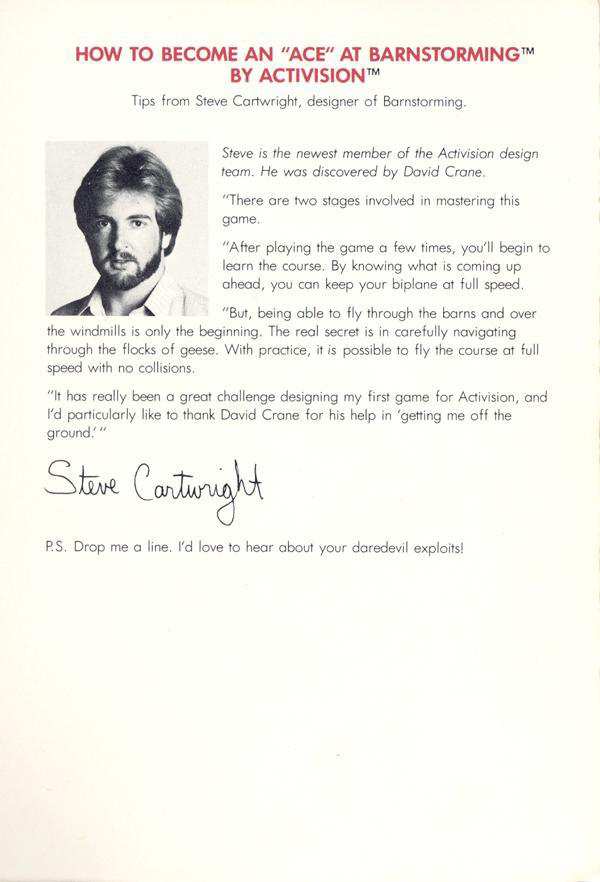 HOW TO BECOME AN "ACE" AT BARNSTORMING™
BY ACTIVISION™
Tips from Steve Cartwright, designer of Barnstorming.
Steve is the newest member of the Activision design
team. He was discovered by David Crane.
"There are two stages involved in mastering this
game.
"After playing the game a few times, you'll begin to
learn the course. By knowing what is coming up
ahead, you can keep your biplane at full speed.
"But, being able to fly through the barns and over
the windmills is only the beginning. The real secret is in carefully navigating
through the flocks of geese. With practice, it is possible to fly the course at full
speed with no collisions.
"It has really been a great challenge designing my first game for Activision, and
I'd particularly like to thank David Crane for his help in 'getting me off the
ground.'"
Steve Cartwright
P.S. Drop me a line. I'd love to hear about your daredevil exploits!